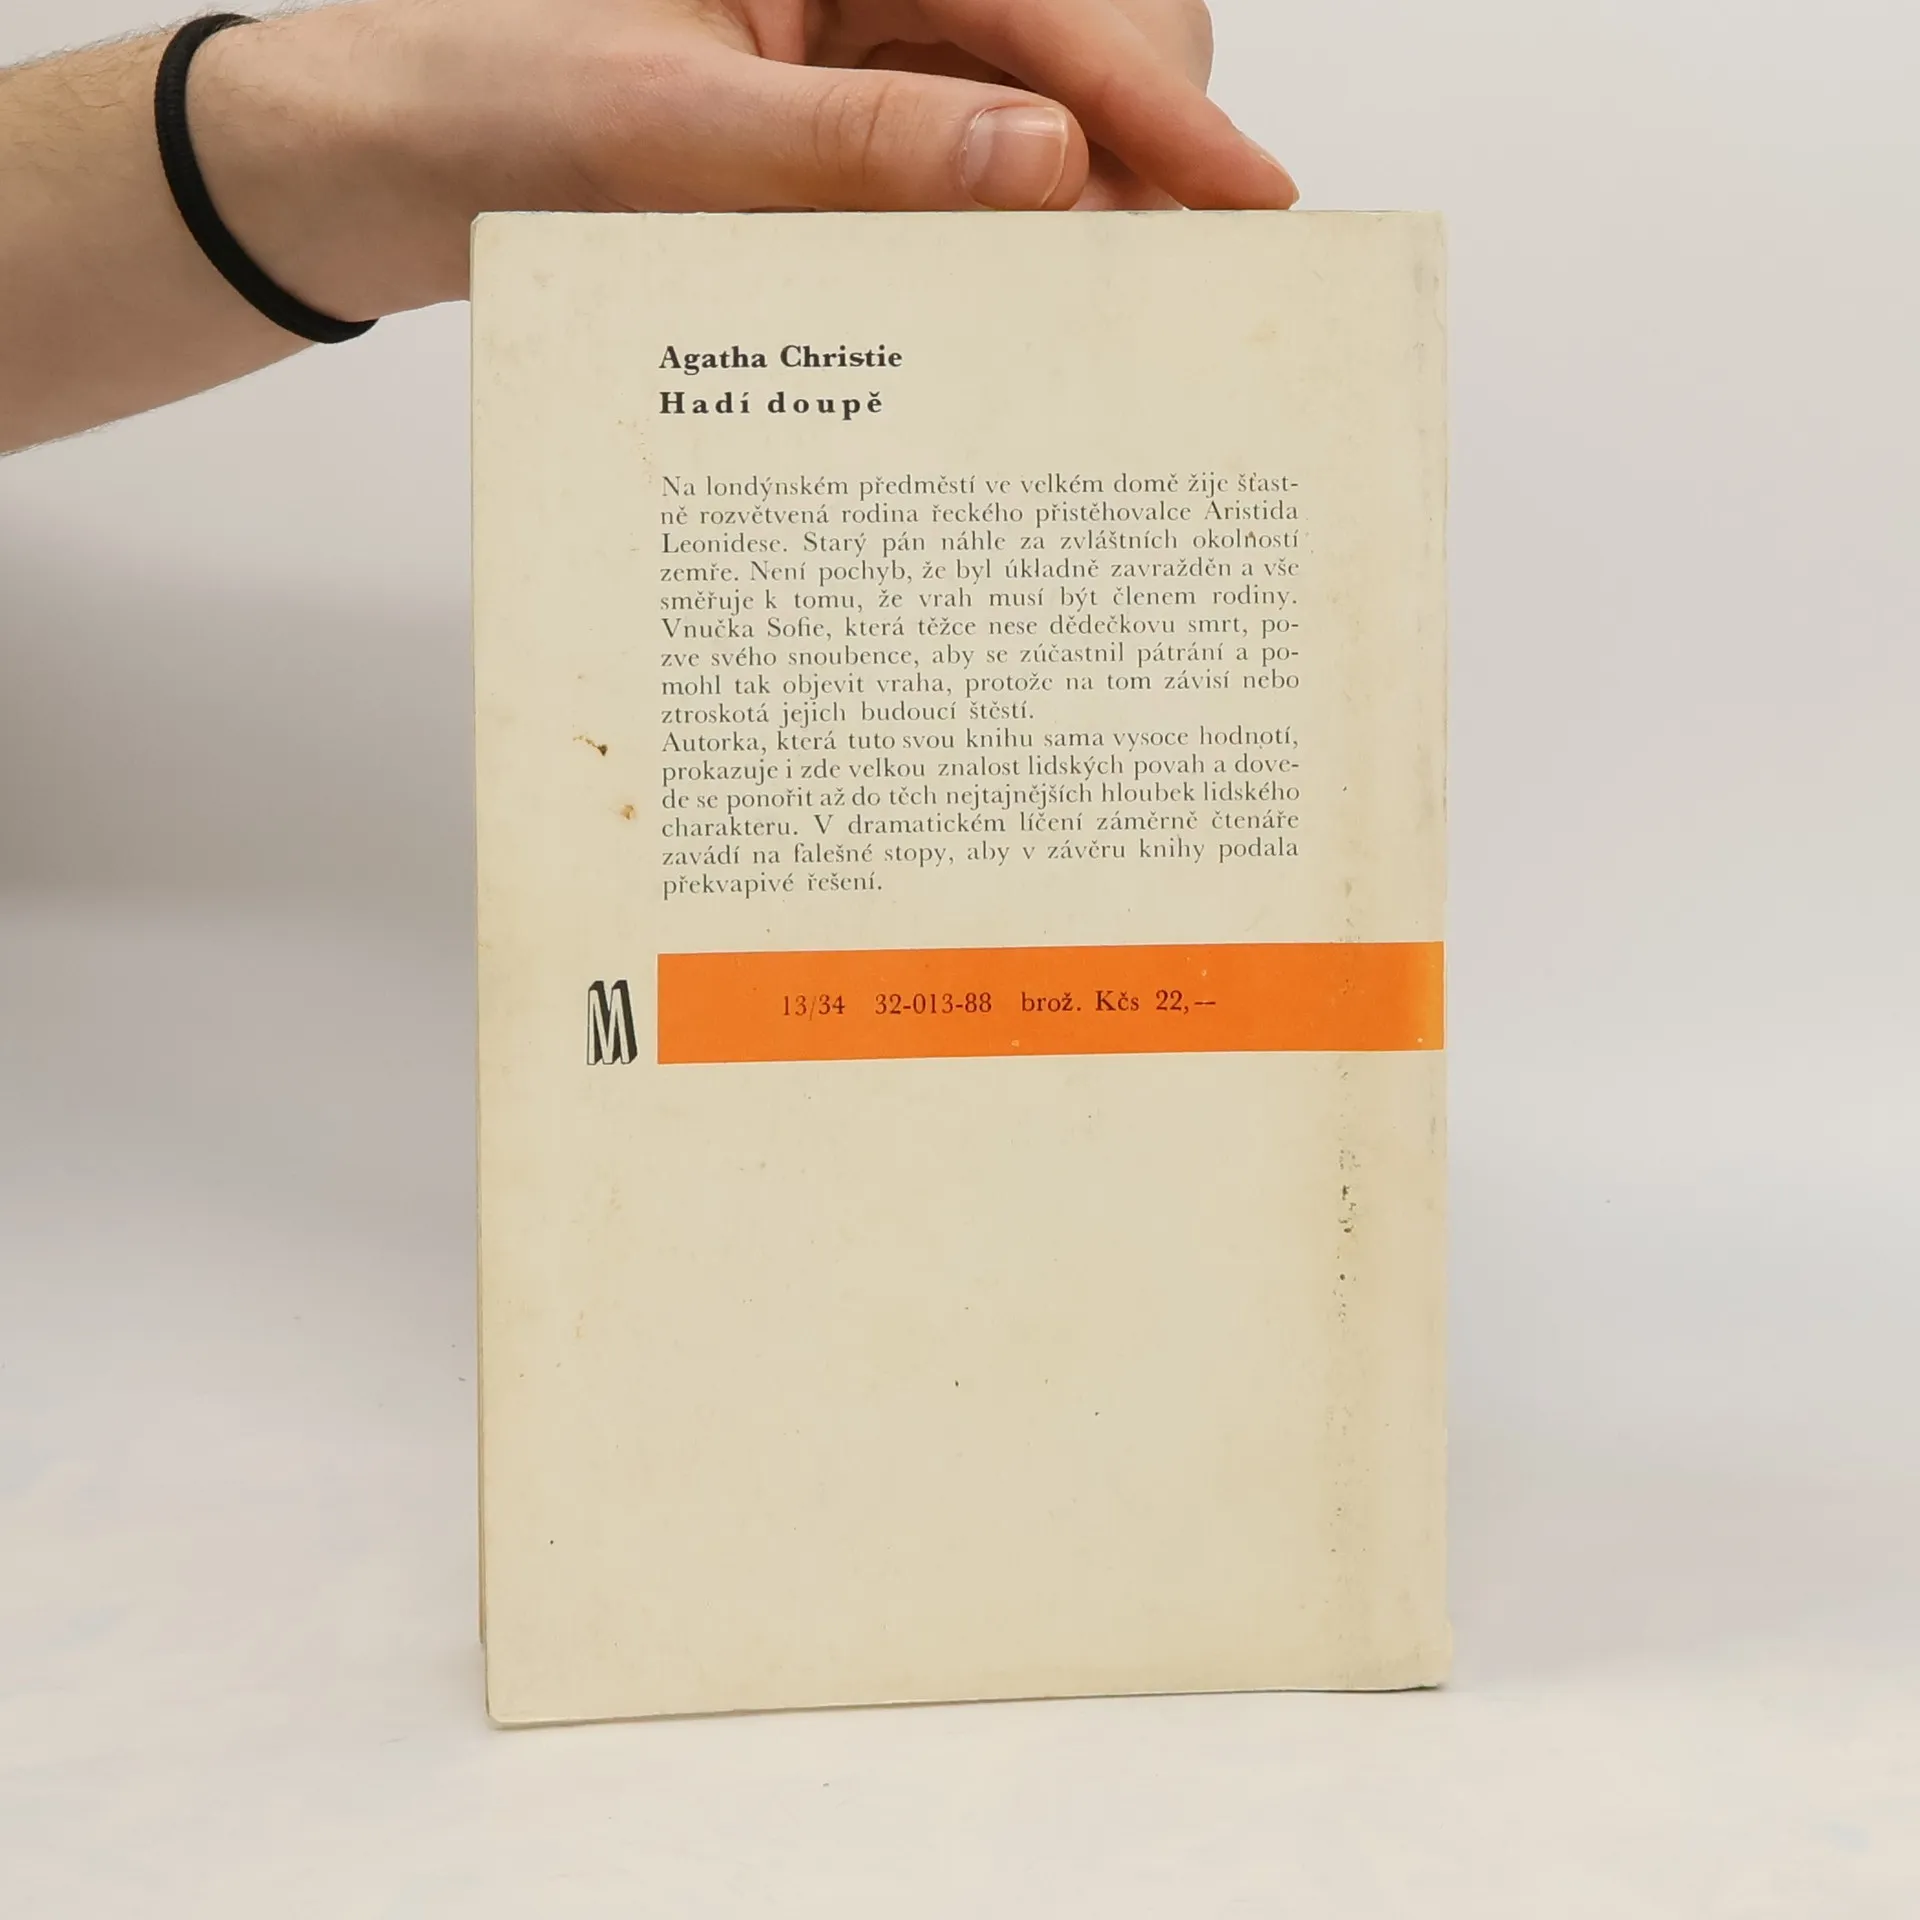 Agatha Christie
Hadí doupě
Na londýnském předměstí ve velkém domě žije šťast-
ně rozvětvená rodina řeckého přistěhovalce Aristida
Leonidese. Starý pán náhle za zvláštních okolností
zemře. Není pochyb, že byl úkladně zavražděn a vše
směřuje k tomu, že vrah musí být členem rodiny.
Vnučka Sofie, která těžce nese dědečkovu smrt, po-
zve svého snoubence, aby se zúčastnil pátrání a po-
mohl tak objevit vraha, protože na tom závisí nebo
ztroskotá jejich budoucí štěstí.
Autorka, která tuto svou knihu sama vysoce hodnotí,
prokazuje i zde velkou znalost lidských povah a dove-
de se ponořit až do těch nejtajnějších hloubek lidského
charakteru. V dramatickém líčení záměrně čtenáře
zavádí na falešné stopy, aby v závěru knihy podala
překvapivé řešení.
M
13/34 32-013-88 brož. Kčs 22,—